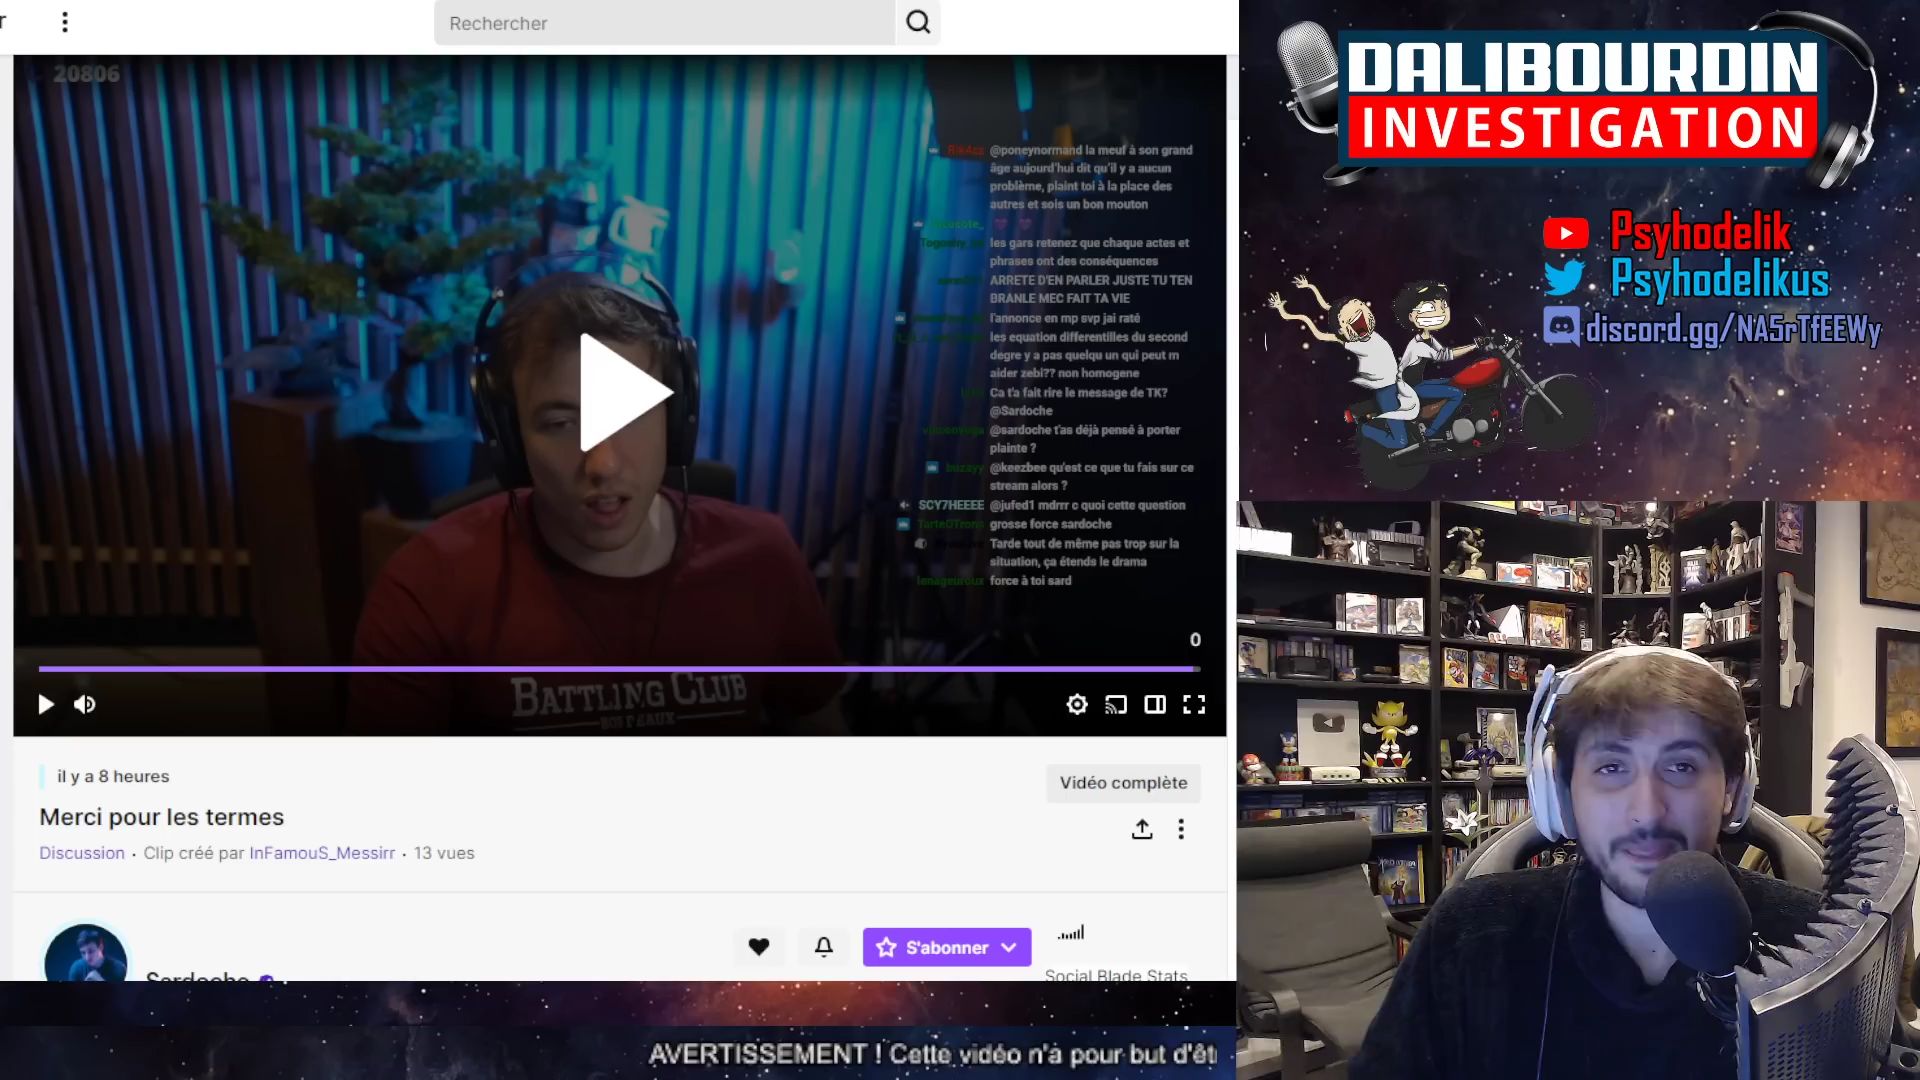 r
Rechercher
20806
@poneynormand la meuf à son grand
âge aujourd'hui dit qu'il y a aucun
problème, plaint toi à la place des
autres et sois un bon mouton
les gars retenez que chaque actes et
phrases ont des conséquences
ARRETE D'EN PARLER JUSTE TU TEN
BRANLE MEC FAIT TA VIE
l'annonce en mp svp jai raté
les equation differentilles du second
degre y a pas quelqu un qui peut m
aider zebi?? non homogene
Ca t'a fait rire le message de TK?
@Sardoche
@sardoche t'as déjà pensé à porter
plainte ?
buzayy @keezbee qu'est ce que tu fais sur ce
stream alors ?
SCY7HEEEE @jufed1 mdrrr c quoi cette question
grosse force sardoche
Tarde tout de même pas trop sur la
situation, ça étends le drama
force à toi sard
0
BATTLING CLUB
il y a 8 heures
Vidéo complète
Merci pour les termes
Discussion · Clip créé par InFamouS_Messirr · 13 vues
S'abonner
Sardoche
Social Blade Stats
AVERTISSEMENT ! Cette vidéo n'a pour but d'êt
DALIBOURDIN
INVESTIGATION
Psyhodelik
Psyhodelikus
discord.gg/NA5rTfEEWy